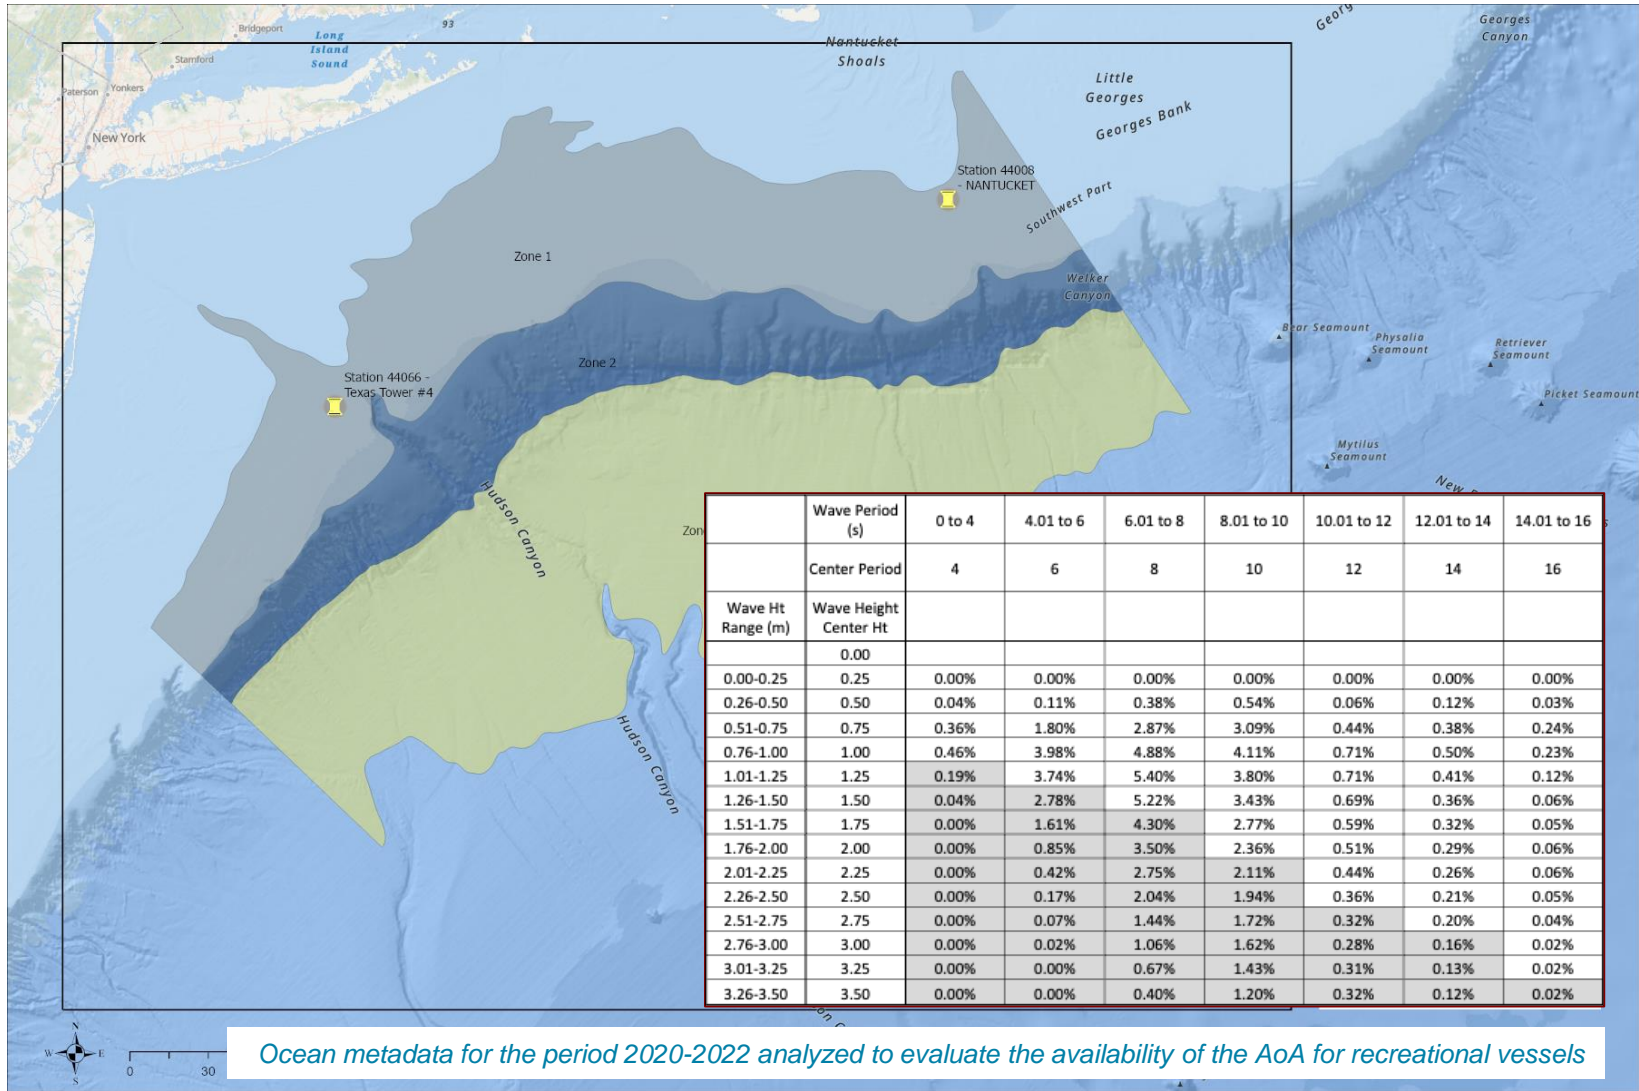 93
Bridgeport
Long
Island
Sound
Stamford
Paterson
Yonkers
New York
Nantucket
Shoals
Georg
Georges
Canyon
Little
Georges
Georges Bank
Station 44008
- NANTUCKET
Southwest Part
Zone 1
Welker
Canyon
Bear Seamount
Physalia
Seamount
Retriever
Seamount
Picket Seamount
Zone 2
Station 44066 -
Texas Tower #4
Mytilus
Seamount
New
Hudson Canyon
Zon
Hudson Canyon
Wave Period (s) 0 to 4 4.01 to 6 6.01 to 8 8.01 to 10 10.01 to 12 12.01 to 14 14.01 to 16
Center Period 4 6 8 10 12 14 16
Wave Ht Range (m) Wave Height Center Ht
0.00
0.00-0.25 0.25 0.00% 0.00% 0.00% 0.00% 0.00% 0.00% 0.00%
0.26-0.50 0.50 0.04% 0.11% 0.38% 0.54% 0.06% 0.12% 0.03%
0.51-0.75 0.75 0.36% 1.80% 2.87% 3.09% 0.44% 0.38% 0.24%
0.76-1.00 1.00 0.46% 3.98% 4.88% 4.11% 0.71% 0.50% 0.23%
1.01-1.25 1.25 0.19% 3.74% 5.40% 3.80% 0.71% 0.41% 0.12%
1.26-1.50 1.50 0.04% 2.78% 5.22% 3.43% 0.69% 0.36% 0.06%
1.51-1.75 1.75 0.00% 1.61% 4.30% 2.77% 0.59% 0.32% 0.05%
1.76-2.00 2.00 0.00% 0.85% 3.50% 2.36% 0.51% 0.29% 0.06%
2.01-2.25 2.25 0.00% 0.42% 2.75% 2.11% 0.44% 0.26% 0.06%
2.26-2.50 2.50 0.00% 0.17% 2.04% 1.94% 0.36% 0.21% 0.05%
2.51-2.75 2.75 0.00% 0.07% 1.44% 1.72% 0.32% 0.20% 0.04%
2.76-3.00 3.00 0.00% 0.02% 1.06% 1.62% 0.28% 0.16% 0.02%
3.01-3.25 3.25 0.00% 0.00% 0.67% 1.43% 0.31% 0.13% 0.02%
3.26-3.50 3.50 0.00% 0.00% 0.40% 1.20% 0.32% 0.12% 0.02%
N
W E
S
0 30
Ocean metadata for the period 2020-2022 analyzed to evaluate the availability of the AoA for recreational vessels